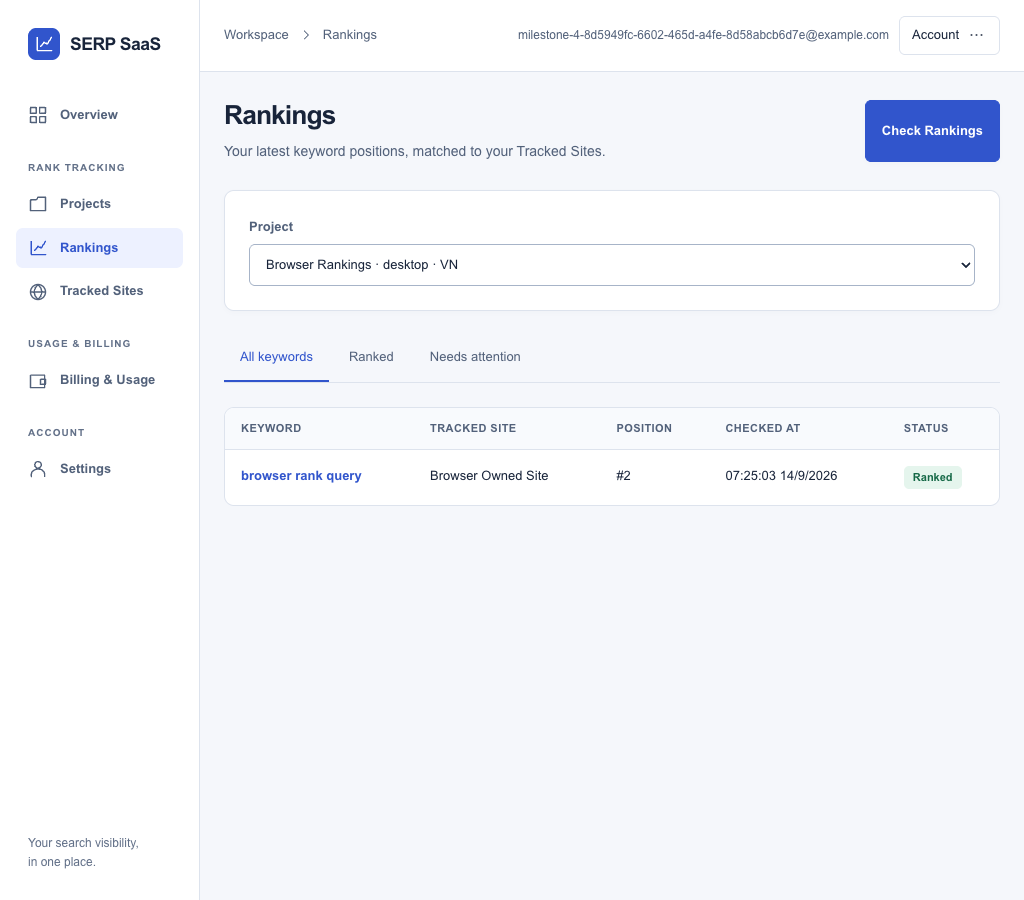 SERP SaaS
Overview
RANK TRACKING
Projects
Rankings
Tracked Sites
USAGE & BILLING
Billing & Usage
ACCOUNT
Settings
Your search visibility,
in one place.
Workspace > Rankings
milestone-4-8d5949fc-6602-465d-a4fe-8d58abcb6d7e@example.com
Account ···
Rankings
Your latest keyword positions, matched to your Tracked Sites.
Check Rankings
Project
Browser Rankings · desktop · VN
All keywords Ranked Needs attention
KEYWORD TRACKED SITE POSITION CHECKED AT STATUS
browser rank query Browser Owned Site #2 07:25:03 14/9/2026 Ranked